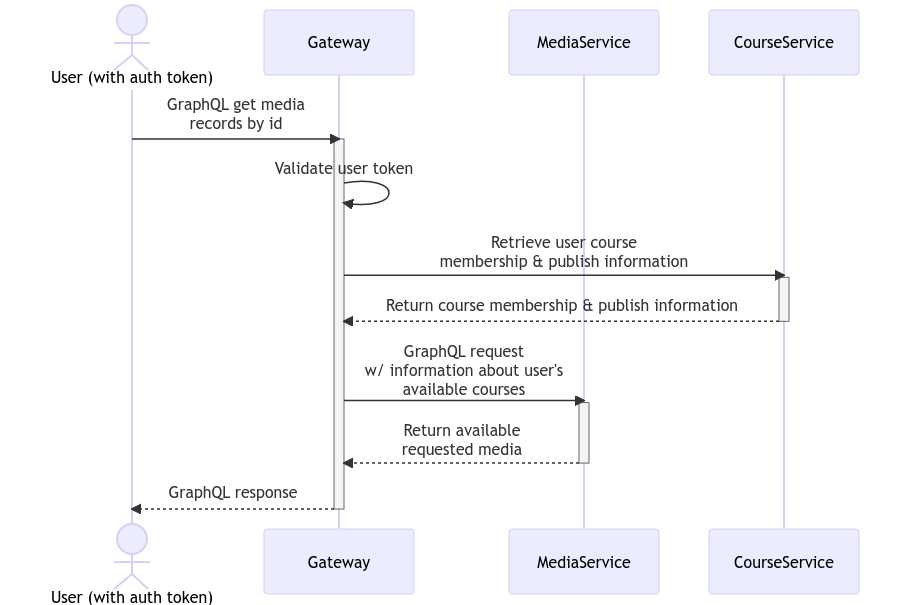 Gateway
MediaService
CourseService
User (with auth token)
GraphQL get media
records by id
Validate user token
Retrieve user course
membership & publish information
Return course membership & publish information
GraphQL request
w/ information about user's
available courses
Return available
requested media
GraphQL response
Gateway
MediaService
CourseService
User (with auth token)